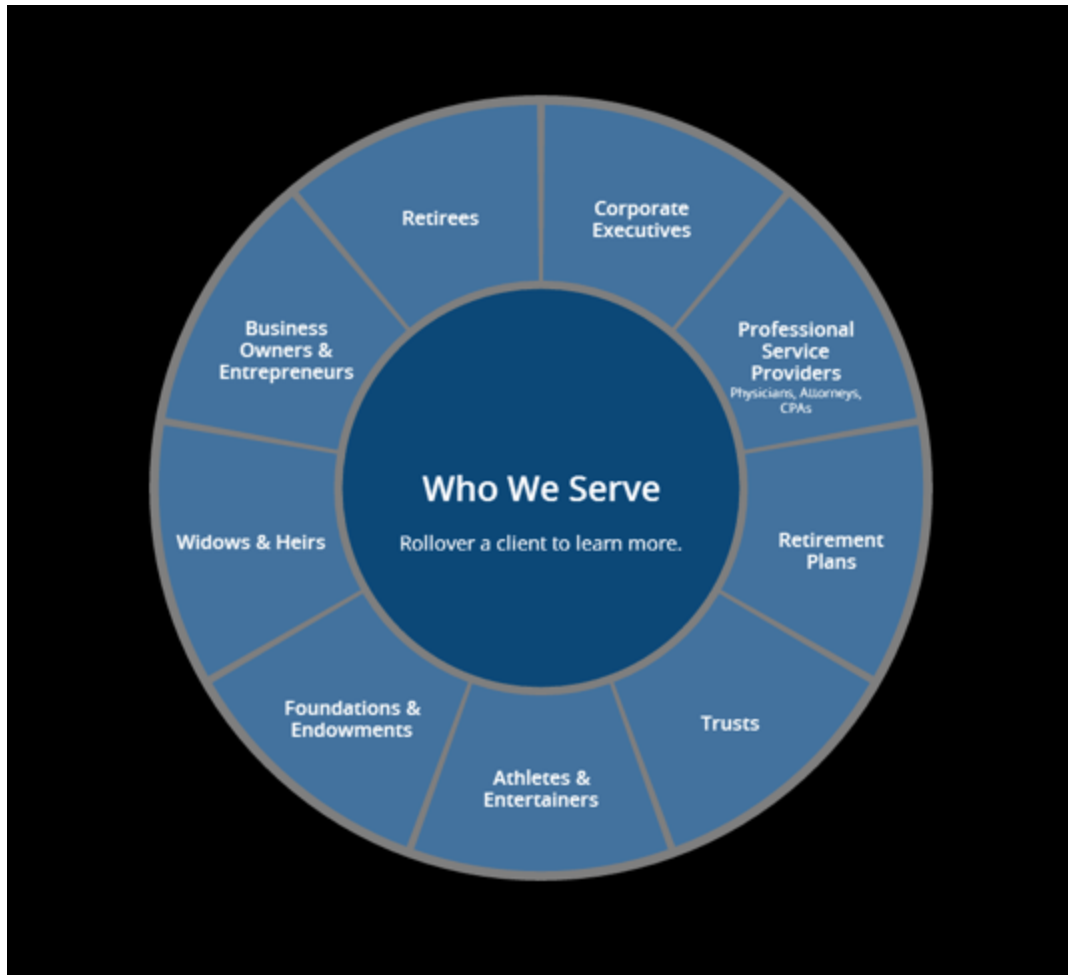 Retirees
Corporate
Executives
Business
Owners &
Entrepreneurs
Professional
Service
Providers
Physicians, Attorneys,
CPAs
Who We Serve
Rollover a client to learn more.
Widows & Heirs
Retirement
Plans
Foundations &
Endowments
Trusts
Athletes &
Entertainers